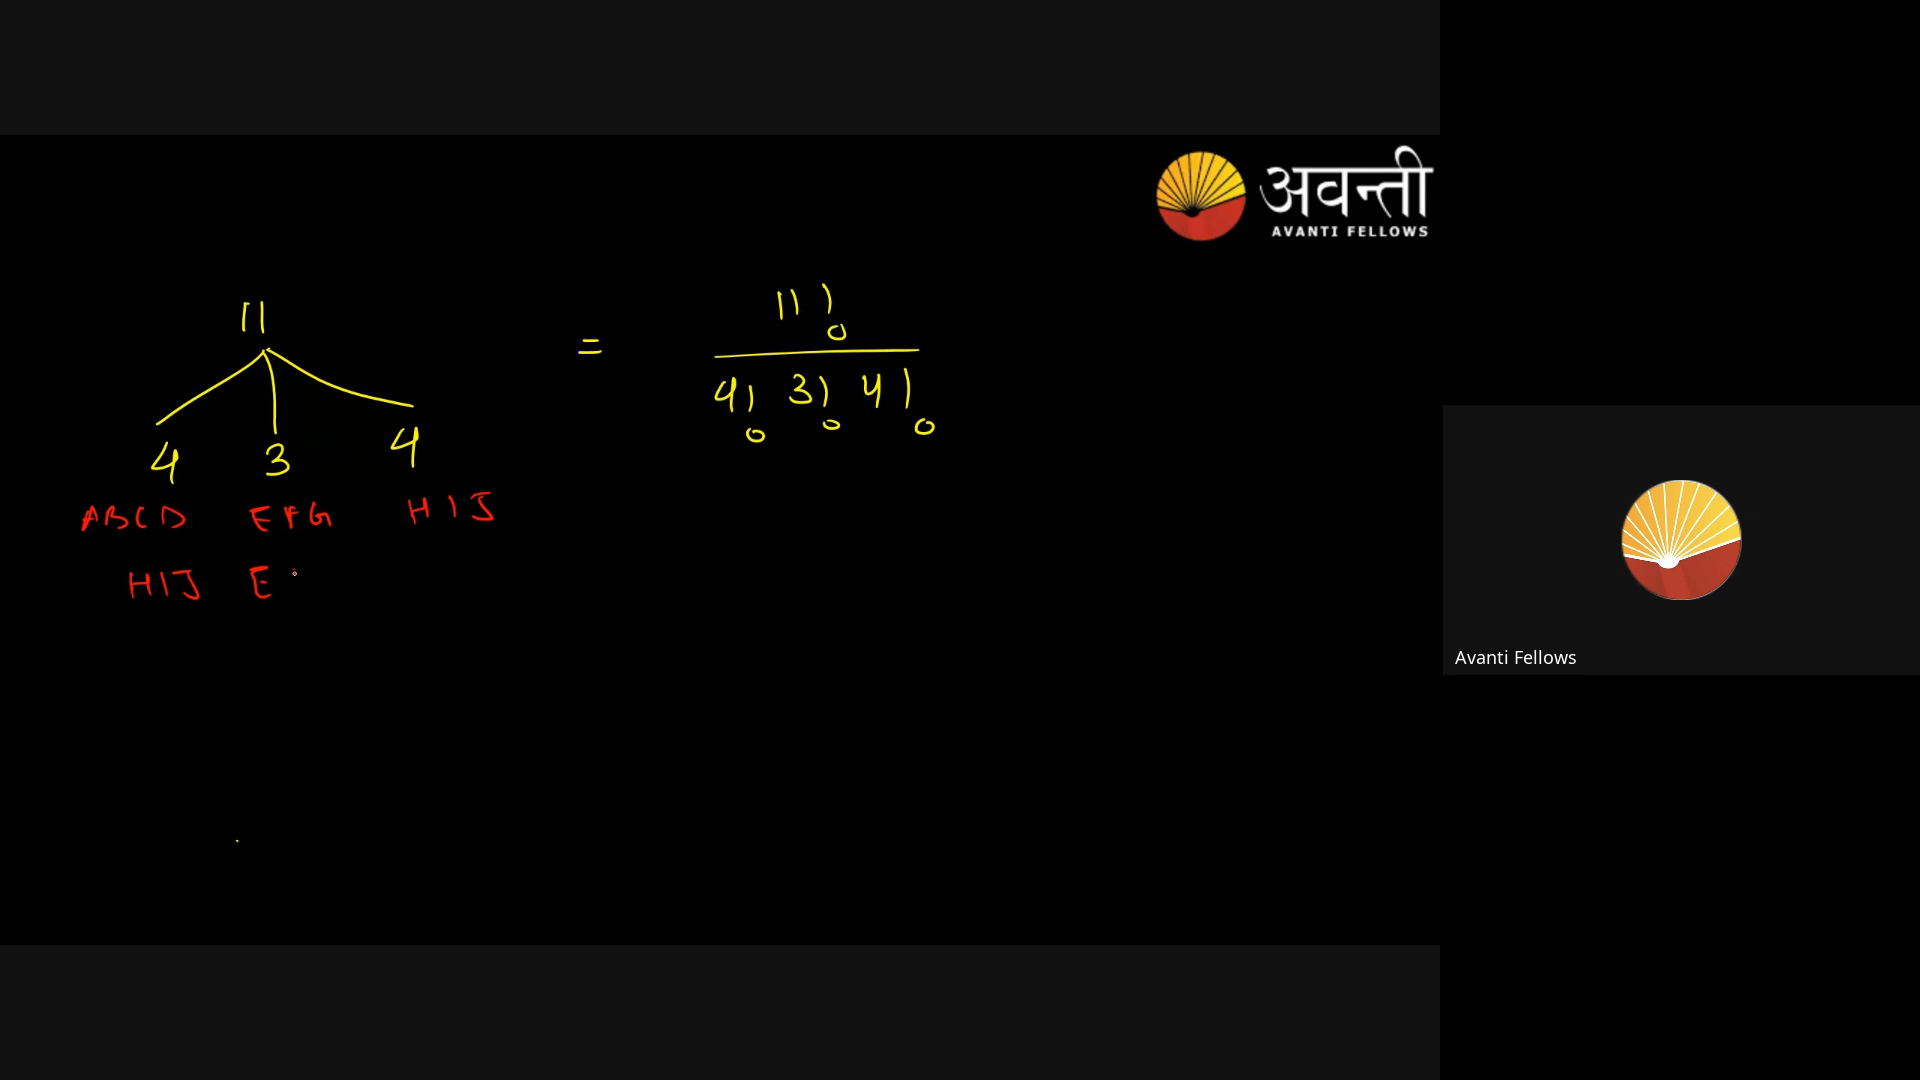 अवन्ती
AVANTI FELLOWS
11 = 11!
4! 3! 4!
4 3 4
ABCD EFG HIJ
HIJ E
Avanti Fellows